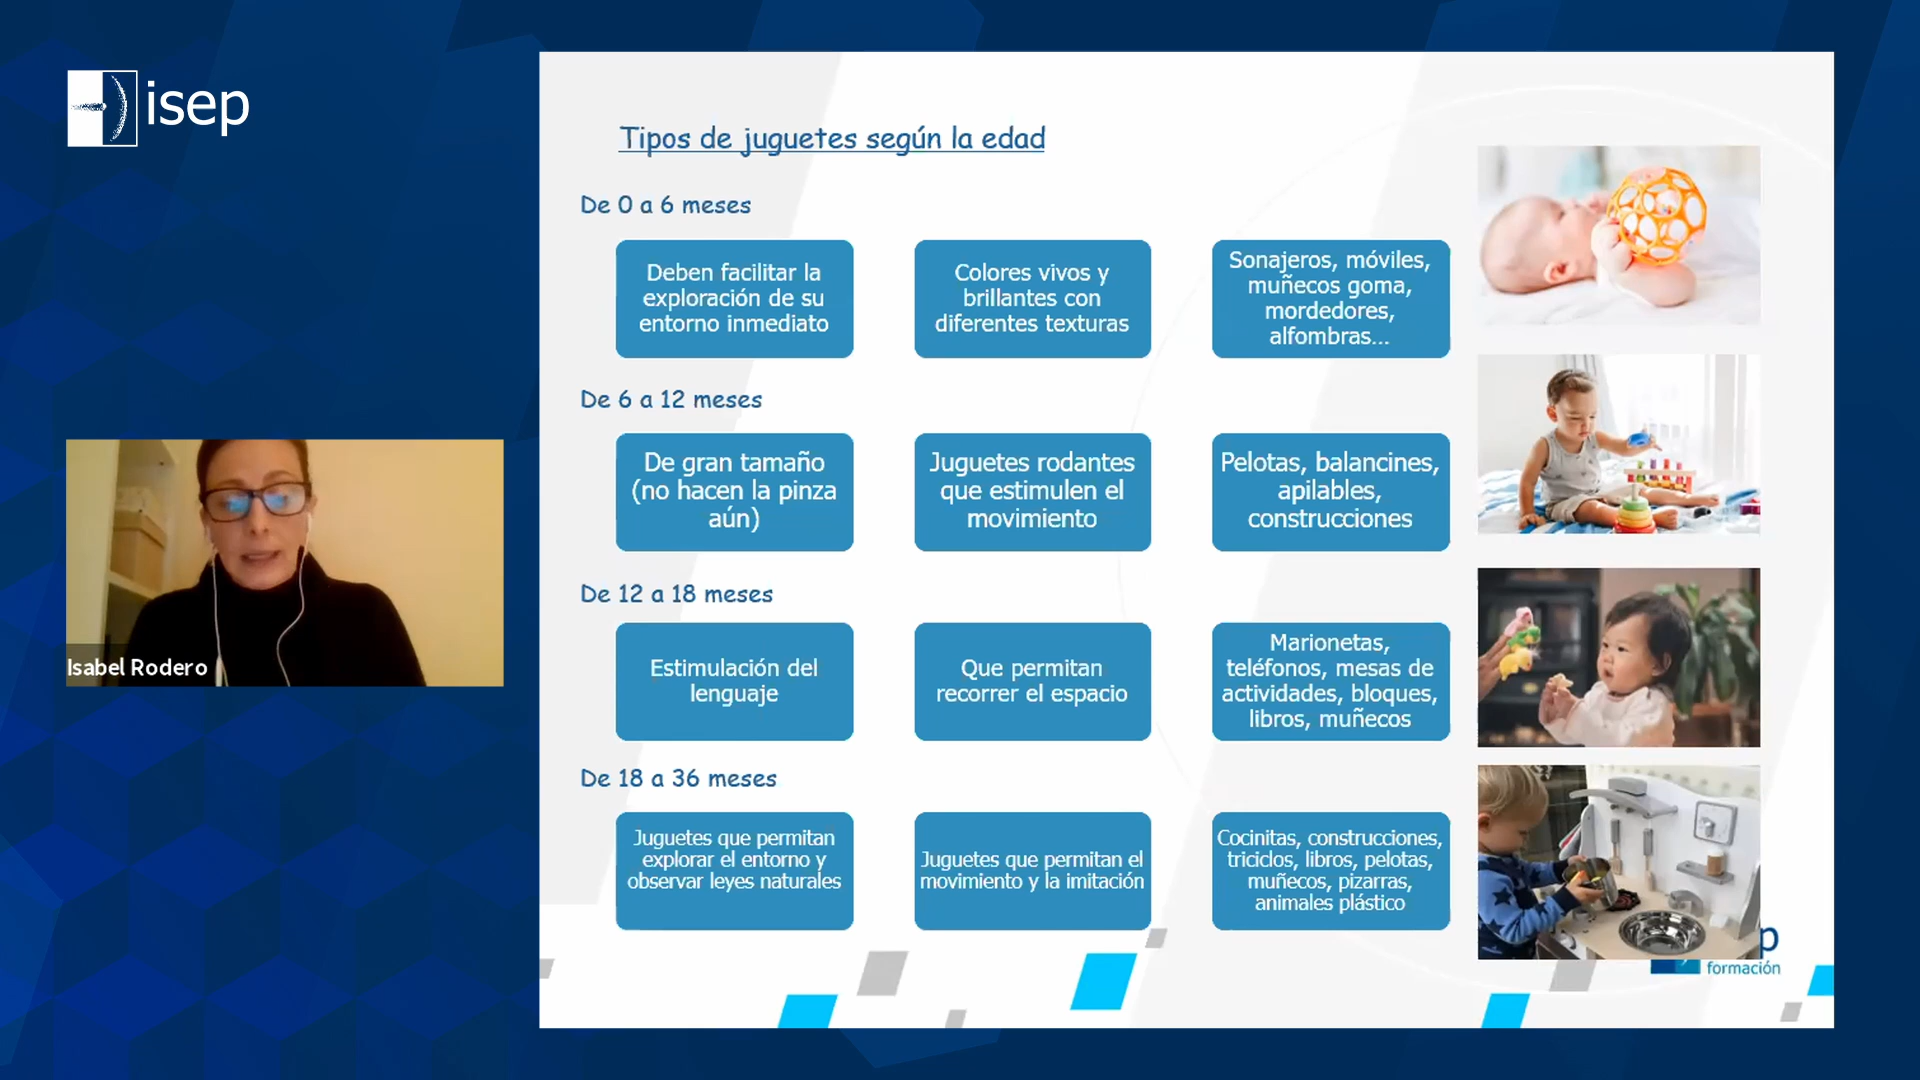 isep
Tipos de juguetes según la edad
De 0 a 6 meses
Deben facilitar la
exploración de su
entorno inmediato
Colores vivos y
brillantes con
diferentes texturas
Sonajeros, móviles,
muñecos goma,
mordedores,
alfombras...
De 6 a 12 meses
De gran tamaño
(no hacen la pinza
aún)
Juguetes rodantes
que estimulen el
movimiento
Pelotas, balancines,
apilables,
construcciones
De 12 a 18 meses
Estimulación del
lenguaje
Que permitan
recorrer el espacio
Marionetas,
teléfonos, mesas de
actividades, bloques,
libros, muñecos
De 18 a 36 meses
Juguetes que permitan
explorar el entorno y
observar leyes naturales
Juguetes que permitan el
movimiento y la imitación
Cocinitas, construcciones,
triciclos, libros, pelotas,
muñecos, pizarras,
animales plástico
p
formación
Isabel Rodero